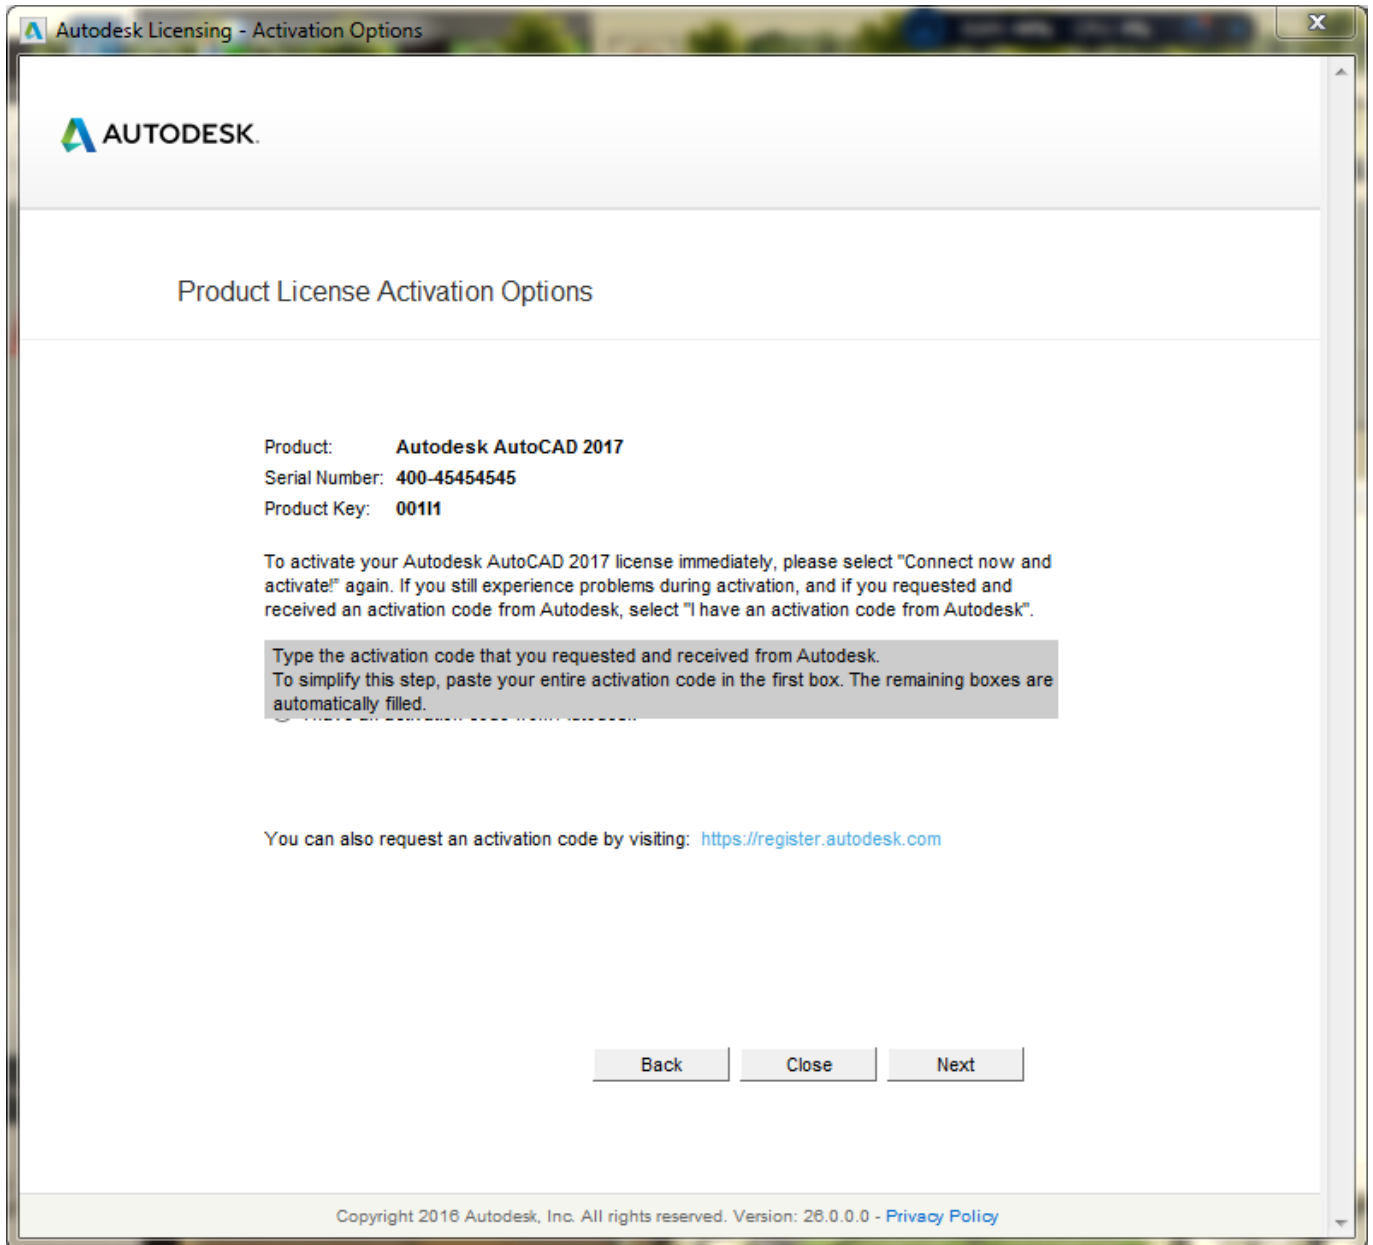 Autodesk Licensing - Activation Options
X
AUTODESK.
Product License Activation Options
Product: Autodesk AutoCAD 2017
Serial Number: 400-45454545
Product Key: 001I1
To activate your Autodesk AutoCAD 2017 license immediately, please select "Connect now and
activate!" again. If you still experience problems during activation, and if you requested and
received an activation code from Autodesk, select "I have an activation code from Autodesk".
Type the activation code that you requested and received from Autodesk.
To simplify this step, paste your entire activation code in the first box. The remaining boxes are
automatically filled.
You can also request an activation code by visiting: https://register.autodesk.com
Back Close Next
Copyright 2016 Autodesk, Inc. All rights reserved. Version: 26.0.0.0 - Privacy Policy